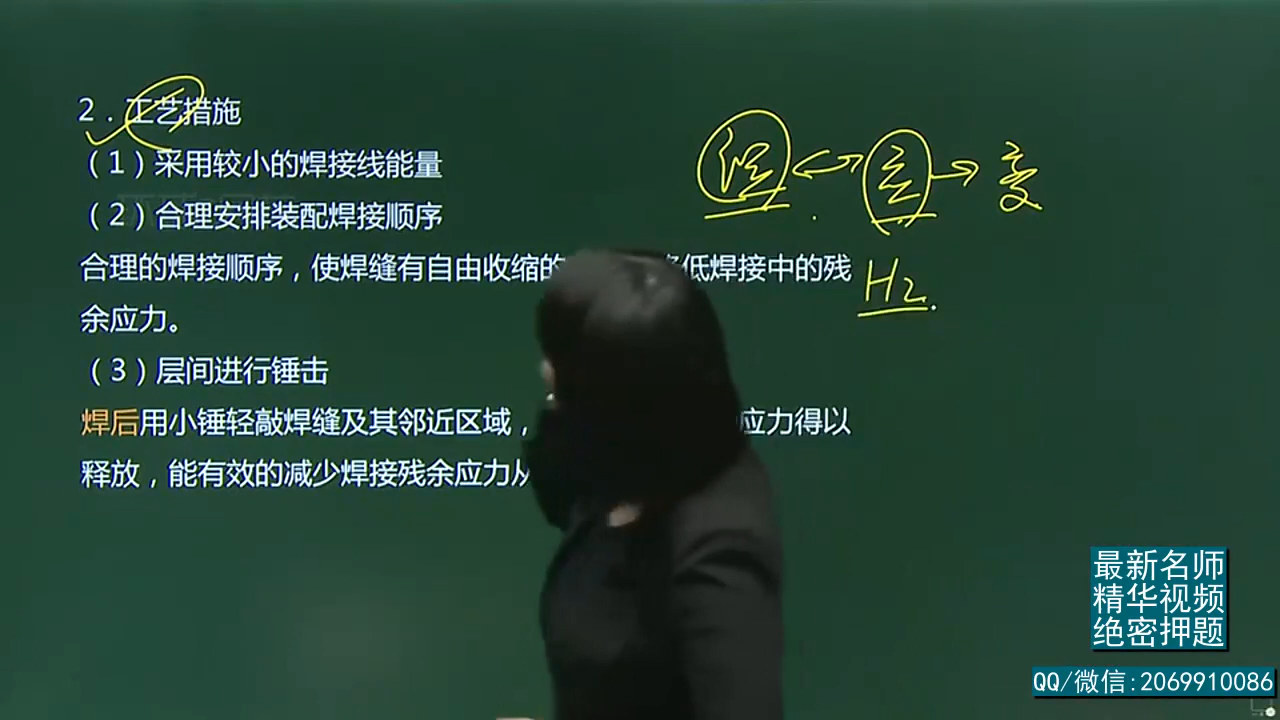 2．工艺措施
（1）采用较小的焊接线能量
（2）合理安排装配焊接顺序
合理的焊接顺序，使焊缝有自由收缩的低焊接中的残
余应力。
（3）层间进行锤击
焊后用小锤轻敲焊缝及其邻近区域，应力得以
释放，能有效的减少焊接残余应力从
变
H2
最新名师
精华视频
绝密押题
QQ/微信:2069910086